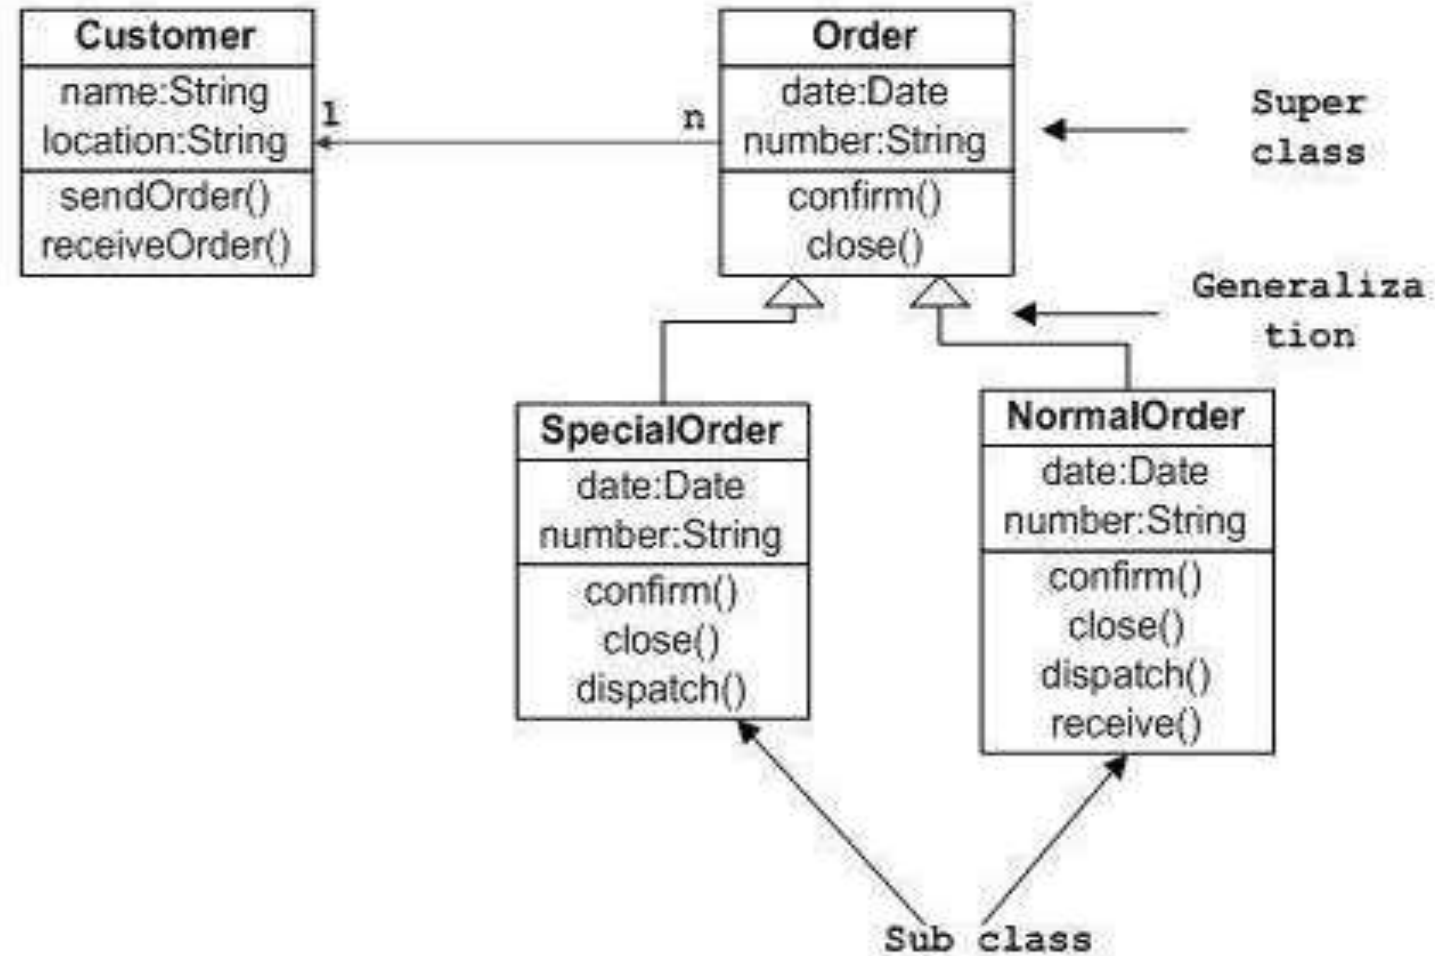 Customer
name:String
location:String
sendOrder()
receiveOrder()
1
n
Order
date:Date
number:String
confirm()
close()
Super
class
Generaliza
tion
SpecialOrder
date:Date
number:String
confirm()
close()
dispatch()
NormalOrder
date:Date
number:String
confirm()
close()
dispatch()
receive()
Sub class